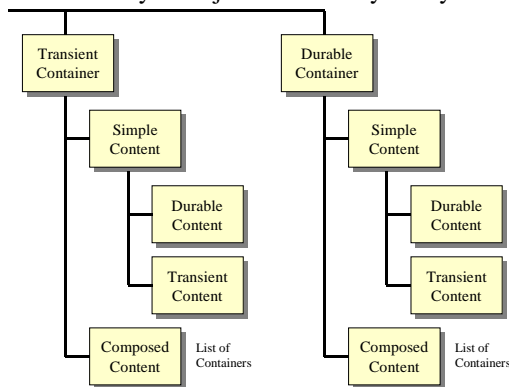 Transient
Container
Durable
Container
Simple
Content
Simple
Content
Durable
Content
Durable
Content
Transient
Content
Transient
Content
Composed
Content
List of
Containers
Composed
Content
List of
Containers